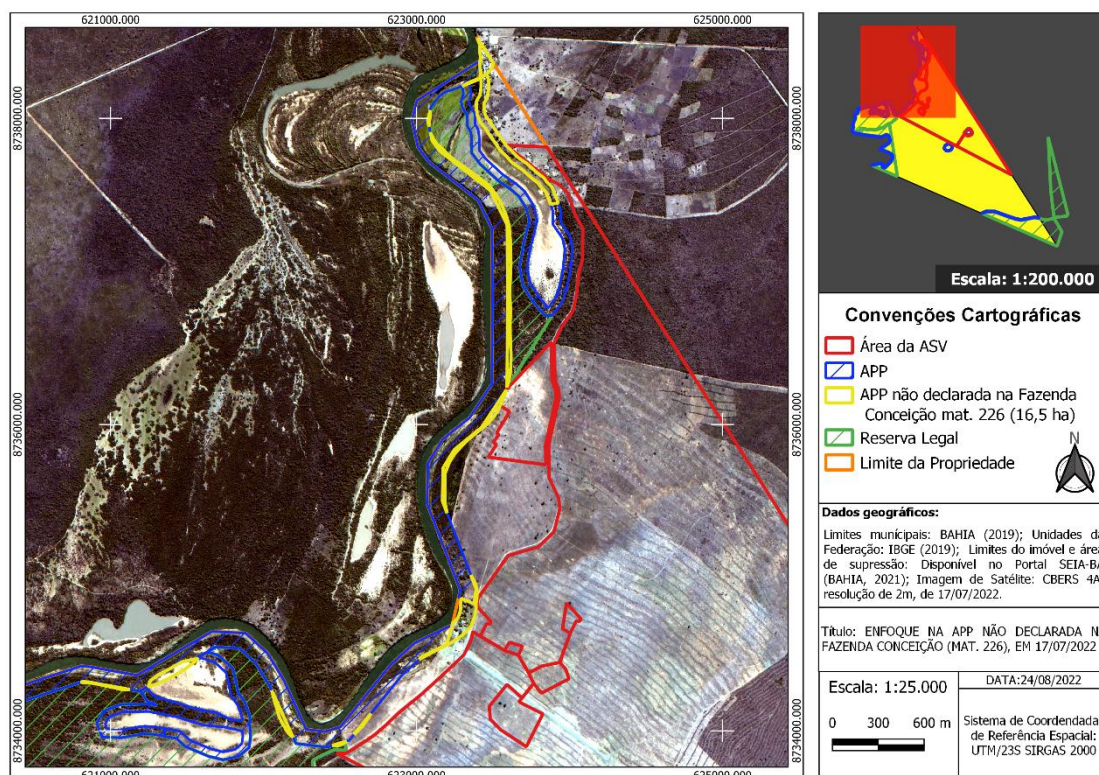 621000.000
623000.000
625000.000
8738000.000
8738000.000
8736000.000
8736000.000
8734000.000
8734000.000
621000.000
623000.000
625000.000
Escala: 1:200.000
Convenções Cartográficas
Área da ASV
APP
APP não declarada na Fazenda
Conceição mat. 226 (16,5 ha)
Reserva Legal
Limite da Propriedade
N
Dados geográficos:
Limites municipais: BAHIA (2019); Unidades da
Federação: IBGE (2019); Limites do imóvel e área
de supressão: Disponível no Portal SEIA-BA
(BAHIA, 2021); Imagem de Satélite: CBERS 4A,
resolução de 2m, de 17/07/2022.
Título: ENFOQUE NA APP NÃO DECLARADA N
FAZENDA CONCEIÇÃO (MAT. 226), EM 17/07/2022
Escala: 1:25.000
0 300 600 m
DATA:24/08/2022
Sistema de Coordendada
de Referência Espacial:
UTM/23S SIRGAS 2000